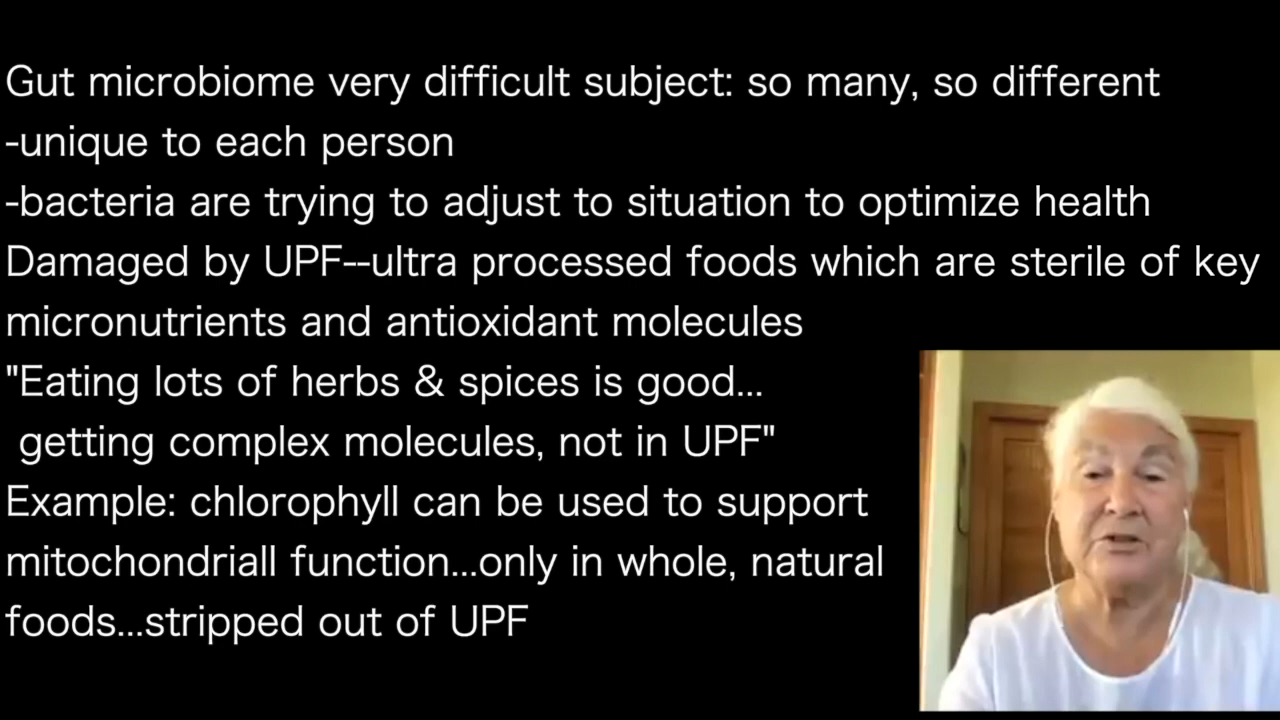 Gut microbiome very difficult subject: so many, so different
-unique to each person
-bacteria are trying to adjust to situation to optimize health
Damaged by UPF--ultra processed foods which are sterile of key
micronutrients and antioxidant molecules
"Eating lots of herbs & spices is good...
getting complex molecules, not in UPF"
Example: chlorophyll can be used to support
mitochondriall function...only in whole, natural
foods...stripped out of UPF